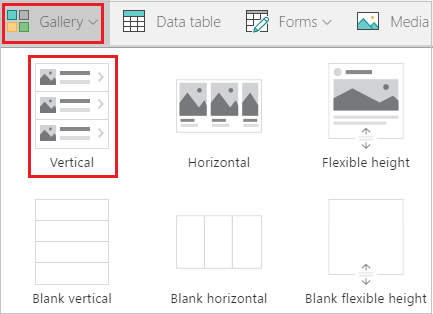 Gallery Data table Forms Media
Vertical Horizontal Flexible height
Blank vertical Blank horizontal Blank flexible height